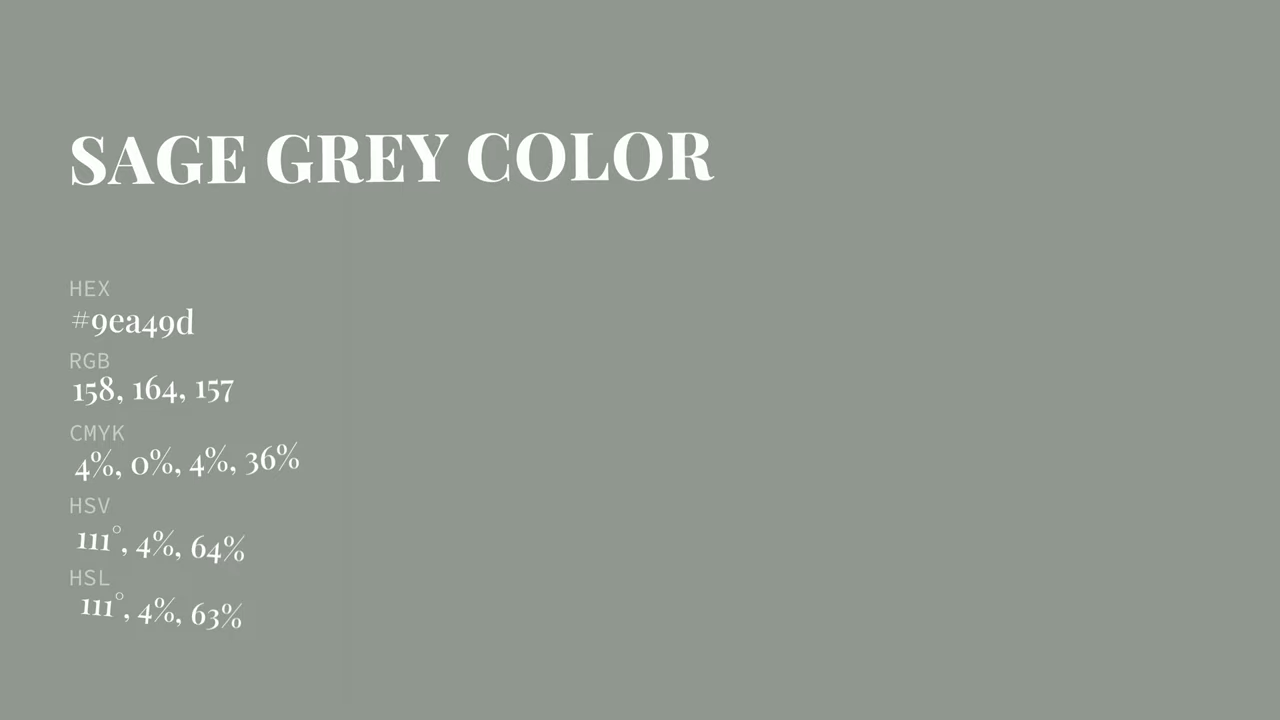 SAGE GREY COLOR
HEX
#9ea49d
RGB
158, 164, 157
CMYK
4%, 0%, 4%, 36%
HSV
111°, 4%, 64%
HSL
111°, 4%, 63%